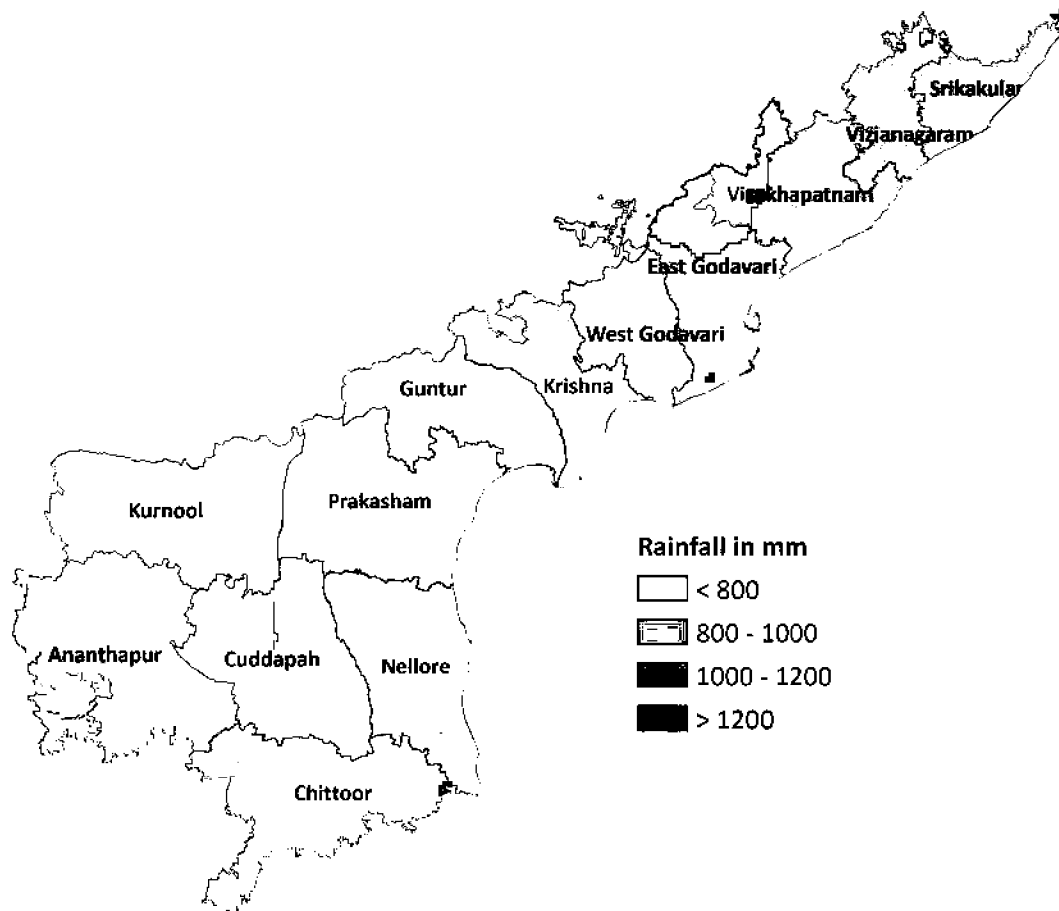 Srikakular
Vizianagaram
Visakhapatnam
East Godavari
West Godavari
Krishna
Guntur
Prakasham
Kurnool
Rainfall in mm
< 800
800 - 1000
1000 - 1200
> 1200
Ananthapur
Cuddapah
Nellore
Chittoor